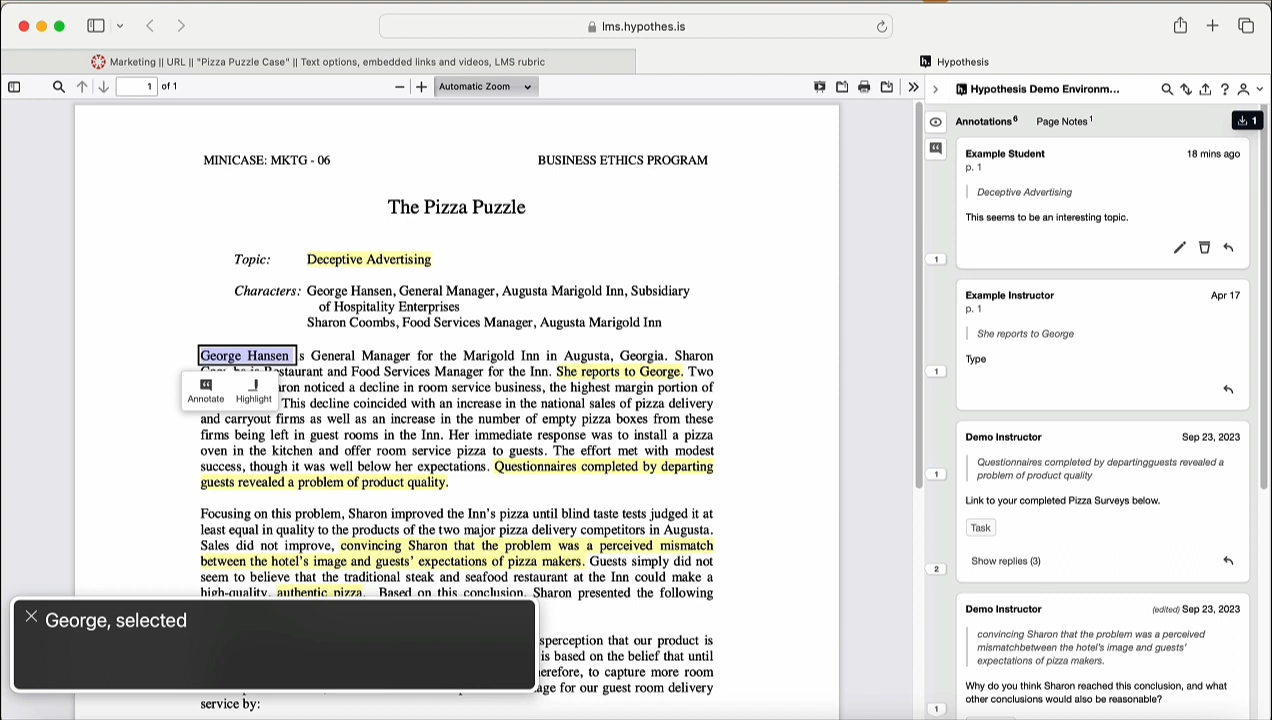 lms.hypothes.is
Marketing || URL || "Pizza Puzzle Case" || Text options, embedded links and videos, LMS rubric
Hypothesis
1 of 1
Automatic Zoom
Hypothesis Demo Environm...
Annotations 6 Page Notes 1
1
MINICASE: MKTG - 06
BUSINESS ETHICS PROGRAM
The Pizza Puzzle
Topic: Deceptive Advertising
Characters: George Hansen, General Manager, Augusta Marigold Inn, Subsidiary
of Hospitality Enterprises
Sharon Coombs, Food Services Manager, Augusta Marigold Inn
George Hansen s General Manager for the Marigold Inn in Augusta, Georgia. Sharon
Restaurant and Food Services Manager for the Inn. She reports to George. Two
ron noticed a decline in room service business, the highest margin portion of
This decline coincided with an increase in the national sales of pizza delivery
and carryout firms as well as an increase in the number of empty pizza boxes from these
firms being left in guest rooms in the Inn. Her immediate response was to install a pizza
oven in the kitchen and offer room service pizza to guests. The effort met with modest
success, though it was well below her expectations. Questionnaires completed by departing
guests revealed a problem of product quality.
Annotate Highlight
Focusing on this problem, Sharon improved the Inn's pizza until blind taste tests judged it at
least equal in quality to the products of the two major pizza delivery competitors in Augusta.
Sales did not improve, convincing Sharon that the problem was a perceived mismatch
between the hotel's image and guests' expectations of pizza makers. Guests simply did not
seem to believe that the traditional steak and seafood restaurant at the Inn could make a
high-quality, authentic pizza. Based on this conclusion, Sharon presented the following
sperception that our product is
is based on the belief that until
erefore, to capture more room
age for our guest room delivery
service by:
George, selected
Example Student 18 mins ago
p. 1
Deceptive Advertising
This seems to be an interesting topic.
1
Example Instructor Apr 17
p. 1
She reports to George
Type
1
Demo Instructor Sep 23, 2023
Questionnaires completed by departingguests revealed a
problem of product quality
1
Link to your completed Pizza Surveys below.
Task
Show replies (3)
2
Demo Instructor (edited) Sep 23, 2023
convincing Sharon that the problem was a perceived
mismatchbetween the hotel's image and guests'
expectations of pizza makers.
Why do you think Sharon reached this conclusion, and what
other conclusions would also be reasonable?
1